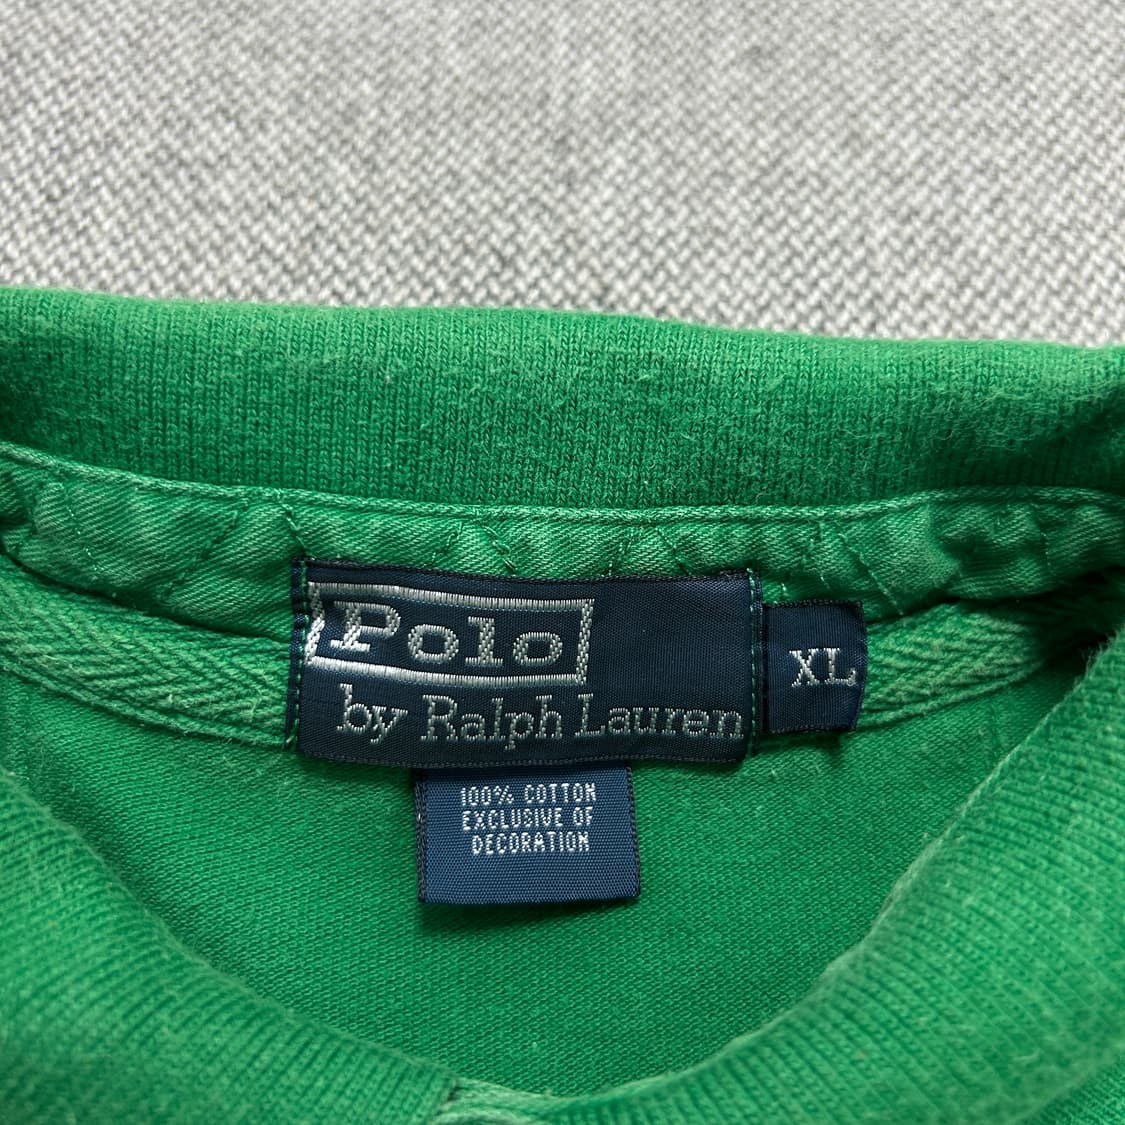 Polo
by Ralph Lauren
XL
100% COTTON
EXCLUSIVE OF
DECORATION